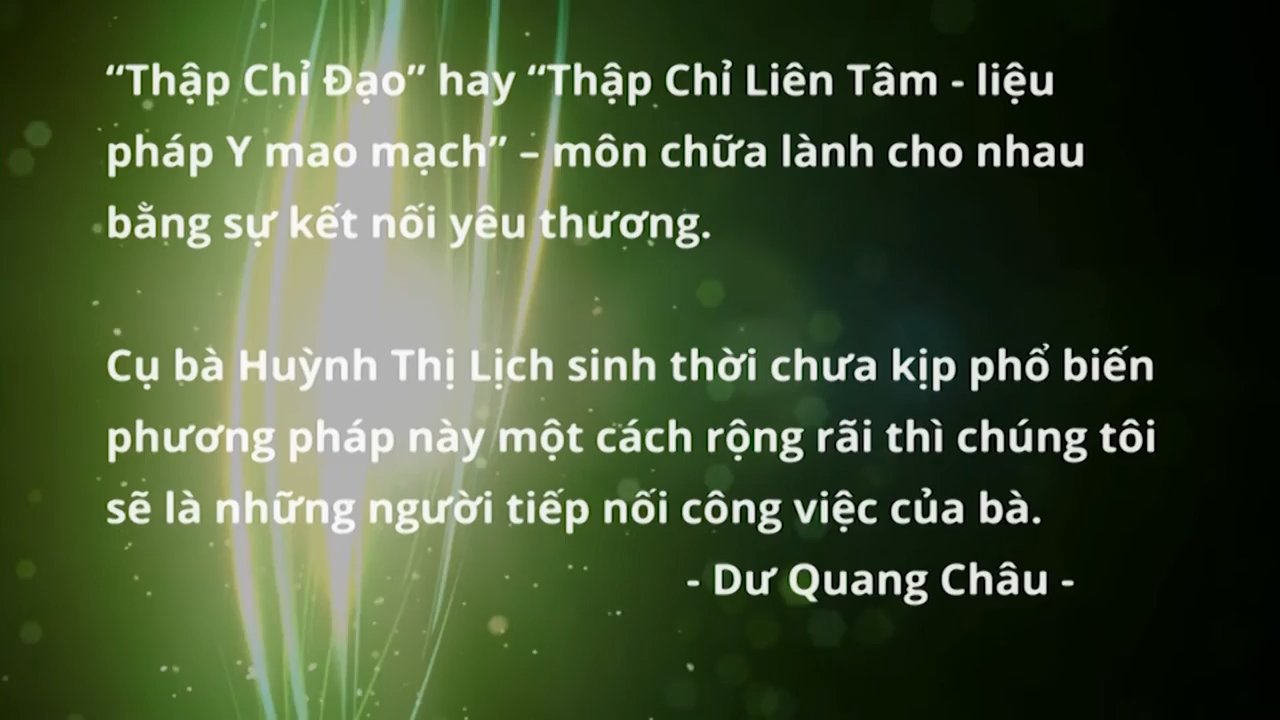 “Thập Chỉ Đạo” hay “Thập Chỉ Liên Tâm - liệu
pháp Y mao mạch” – môn chữa lành cho nhau
bằng sự kết nối yêu thương.
Cụ bà Huỳnh Thị Lịch sinh thời chưa kịp phổ biến
phương pháp này một cách rộng rãi thì chúng tôi
sẽ là những người tiếp nối công việc của bà.
- Dư Quang Châu -